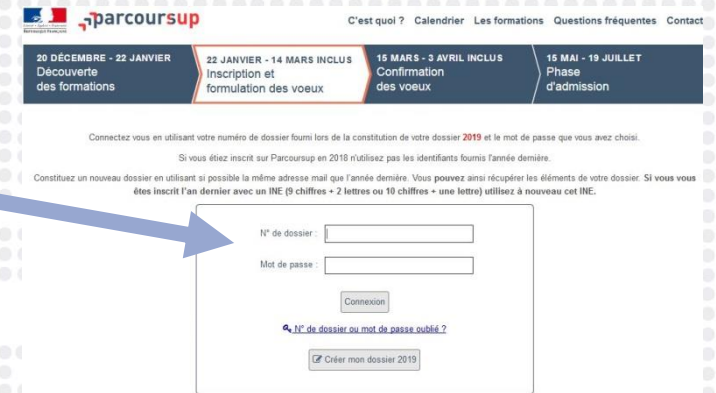 parcoursup
C'est quoi ? Calendrier Les formations Questions fréquentes Contact
20 DÉCEMBRE - 22 JANVIER
Découverte
des formations
22 JANVIER - 14 MARS INCLUS
Inscription et
formulation des voeux
15 MARS - 3 AVRIL INCLUS
Confirmation
des voeux
15 MAI - 19 JUILLET
Phase
d'admission
Connectez vous en utilisant votre numéro de dossier fourni lors de la constitution de votre dossier 2019 et le mot de passe que vous avez choisi.
Si vous étiez inscrit sur Parcoursup en 2018 n'utilisez pas les identifiants fournis l'année dernière.
Constituez un nouveau dossier en utilisant si possible la même adresse mail que l'année dernière. Vous pouvez ainsi récupérer les éléments de votre dossier. Si vous vous
êtes inscrit l'an dernier avec un INE (9 chiffres + 2 lettres ou 10 chiffres + une lettre) utilisez à nouveau cet INE.
N° de dossier :
Mot de passe :
Connexion
N° de dossier ou mot de passe oublié ?
Créer mon dossier 2019